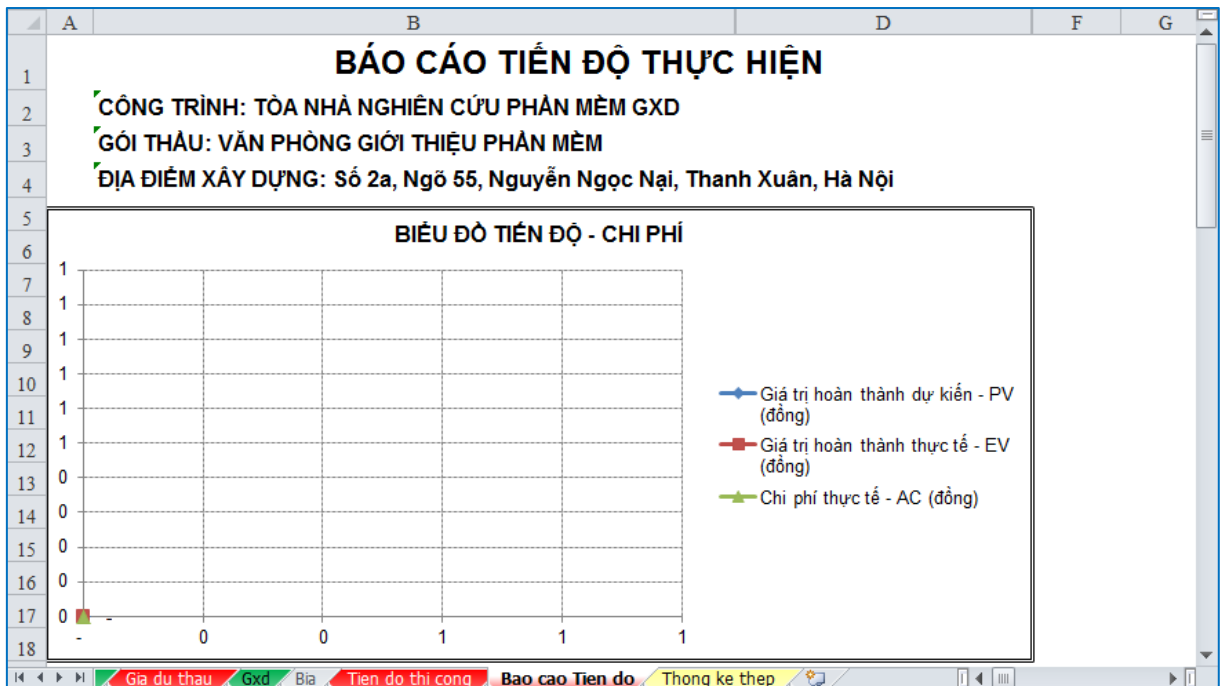 A B D F G
1 BÁO CÁO TIẾN ĐỘ THỰC HIỆN
2 CÔNG TRÌNH: TÒA NHÀ NGHIÊN CỨU PHẦN MỀM GXD
3 GÓI THẦU: VĂN PHÒNG GIỚI THIỆU PHẦN MỀM
4 ĐỊA ĐIỂM XÂY DỰNG: Số 2a, Ngõ 55, Nguyễn Ngọc Nại, Thanh Xuân, Hà Nội
5
6 BIỂU ĐỒ TIẾN ĐỘ - CHI PHÍ
7 1
8 1
9 1
10 1
Giá trị hoàn thành dự kiến - PV
11 1
(đồng)
12 1
Giá trị hoàn thành thực tế - EV
13 0
(đồng)
14 0
Chi phí thực tế - AC (đồng)
15 0
16 0
17 0 -
18 - 0 0 1 1 1
Gia du thau Gxd Bia Tien do thi cong Bao cao Tien do Thong ke thep